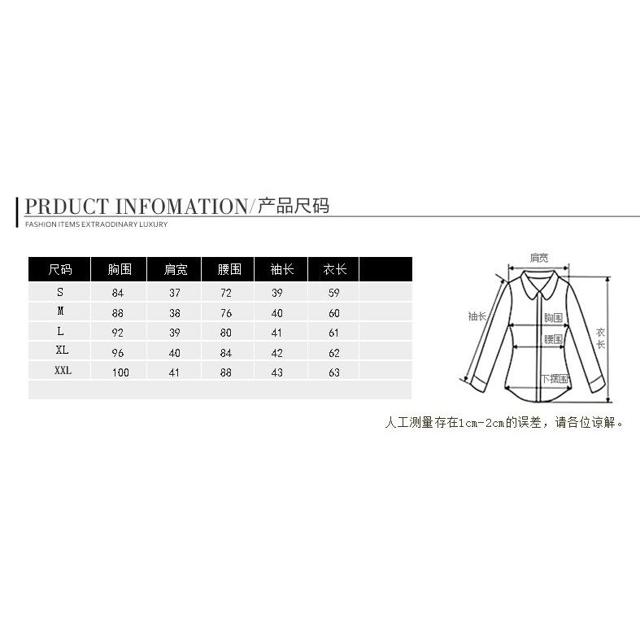 PRDUCT INFOMATION/产品尺码
FASHION ITEMS EXTRAODINARY LUXURY
尺码 胸围 肩宽 腰围 袖长 衣长
S 84 37 72 39 59
M 88 38 76 40 60
L 92 39 80 41 61
XL 96 40 84 42 62
XXL 100 41 88 43 63
肩宽
袖长
胸围
腰围
衣长
下摆围
人工测量存在1cm-2cm的误差，请各位谅解。